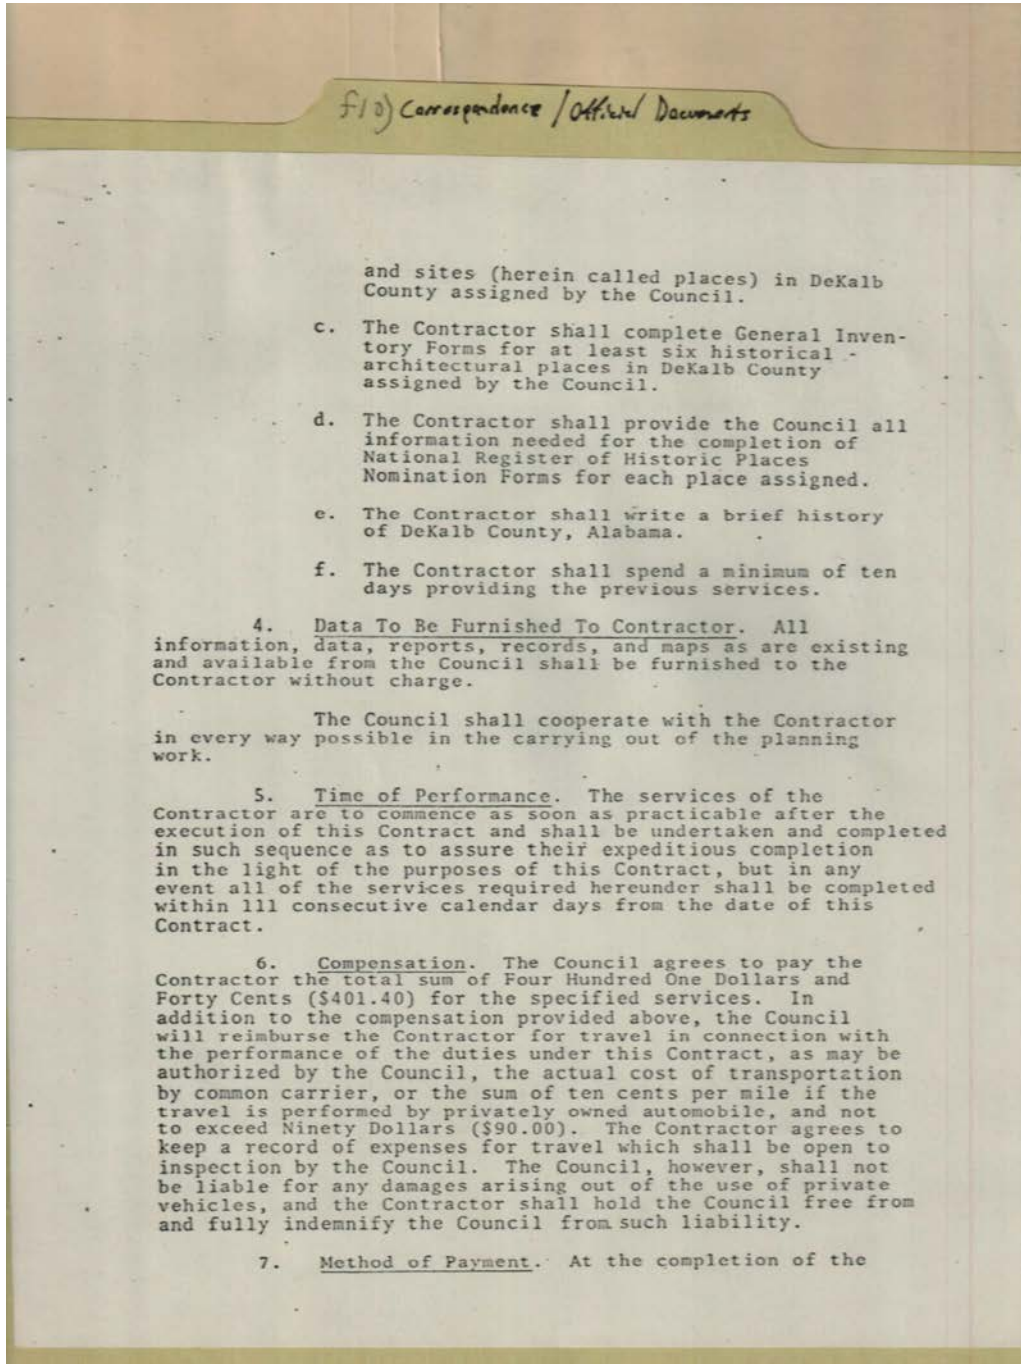 f10) Correspondence / Official Documents
and sites (herein called places) in DeKalb
County assigned by the Council.
c. The Contractor shall complete General Inven-
tory Forms for at least six historical -
architectural places in DeKalb County
assigned by the Council.
d. The Contractor shall provide the Council all
information needed for the completion of
National Register of Historic Places
Nomination Forms for each place assigned.
e. The Contractor shall write a brief history
of DeKalb County, Alabama.
f. The Contractor shall spend a minimum of ten
days providing the previous services.
4. Data To Be Furnished To Contractor. All
information, data, reports, records, and maps as are existing
and available from the Council shall be furnished to the
Contractor without charge.
The Council shall cooperate with the Contractor
in every way possible in the carrying out of the planning
work.
5. Time of Performance. The services of the
Contractor are to commence as soon as practicable after the
execution of this Contract and shall be undertaken and completed
in such sequence as to assure their expeditious completion
in the light of the purposes of this Contract, but in any
event all of the services required hereunder shall be completed
within 111 consecutive calendar days from the date of this
Contract.
6. Compensation. The Council agrees to pay the
Contractor the total sum of Four Hundred One Dollars and
Forty Cents ($401.40) for the specified services. In
addition to the compensation provided above, the Council
will reimburse the Contractor for travel in connection with
the performance of the duties under this Contract, as may be
authorized by the Council, the actual cost of transportation
by common carrier, or the sum of ten cents per mile if the
travel is performed by privately owned automobile, and not
to exceed Ninety Dollars ($90.00). The Contractor agrees to
keep a record of expenses for travel which shall be open to
inspection by the Council. The Council, however, shall not
be liable for any damages arising out of the use of private
vehicles, and the Contractor shall hold the Council free from
and fully indemnify the Council from such liability.
7. Method of Payment. At the completion of the